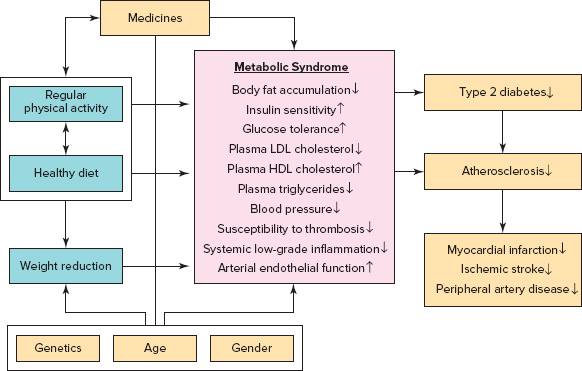 Medicines
Regular
physical activity
Healthy diet
Weight reduction
Metabolic Syndrome
Body fat accumulation↓
Insulin sensitivity↑
Glucose tolerance↑
Plasma LDL cholesterol↓
Plasma HDL cholesterol↑
Plasma triglycerides↓
Blood pressure↓
Susceptibility to thrombosis↓
Systemic low-grade inflammation↓
Arterial endothelial function↑
Type 2 diabetes↓
Atherosclerosis↓
Myocardial infarction↓
Ischemic stroke↓
Peripheral artery disease↓
Genetics
Age
Gender